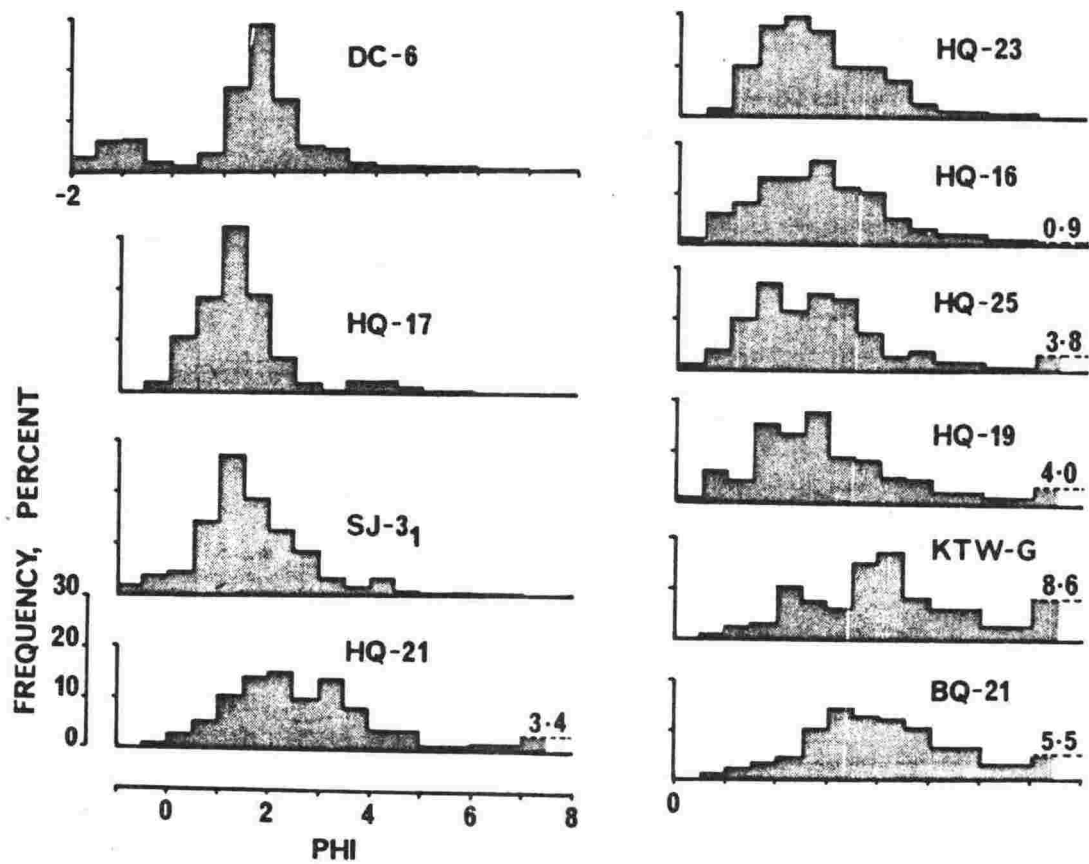 DC-6
-2
HQ-17
SJ-3₁
HQ-21
3·4
FREQUENCY, PERCENT
30
20
10
0
0 2 4 6 8
PHI
HQ-23
HQ-16
0·9
HQ-25
3·8
HQ-19
4·0
KTW-G
8·6
BQ-21
5·5
0